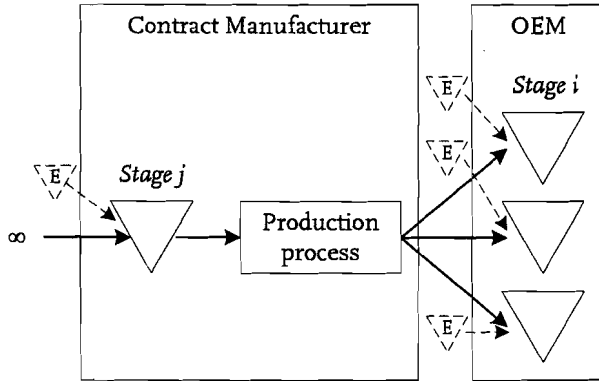 Contract Manufacturer
OEM
E
Stage i
E
E
Stage j
∞
Production
process
E